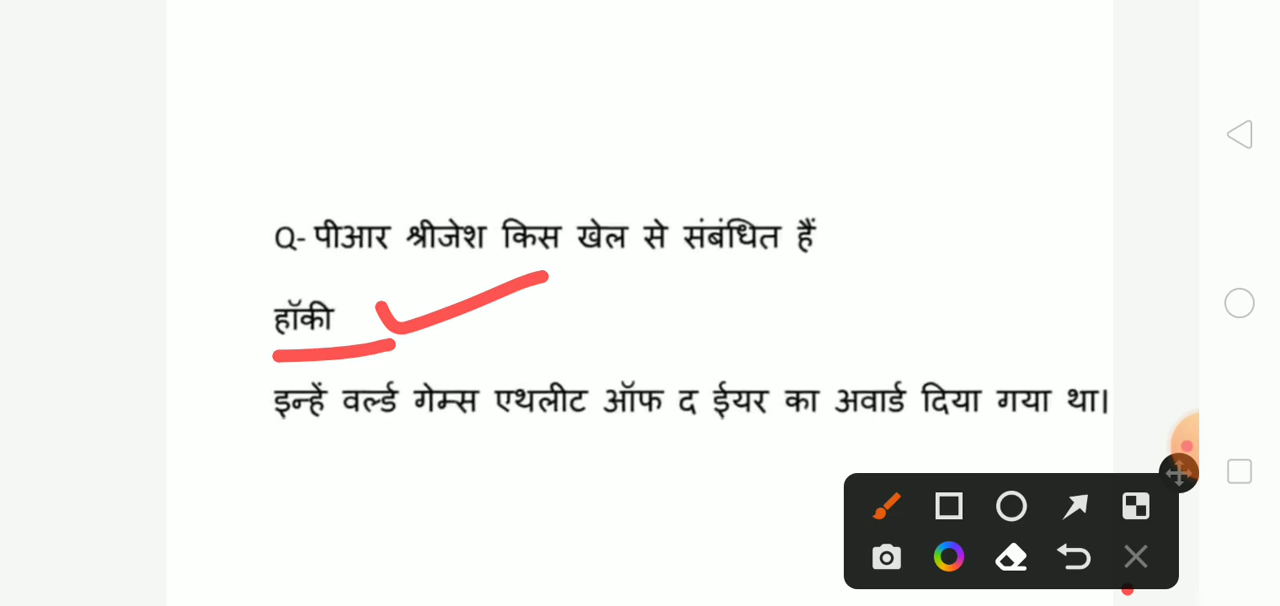 Q- पीआर श्रीजेश किस खेल से संबंधित हैं
हॉकी
इन्हें वर्ल्ड गेम्स एथलीट ऑफ द ईयर का अवार्ड दिया गया था।